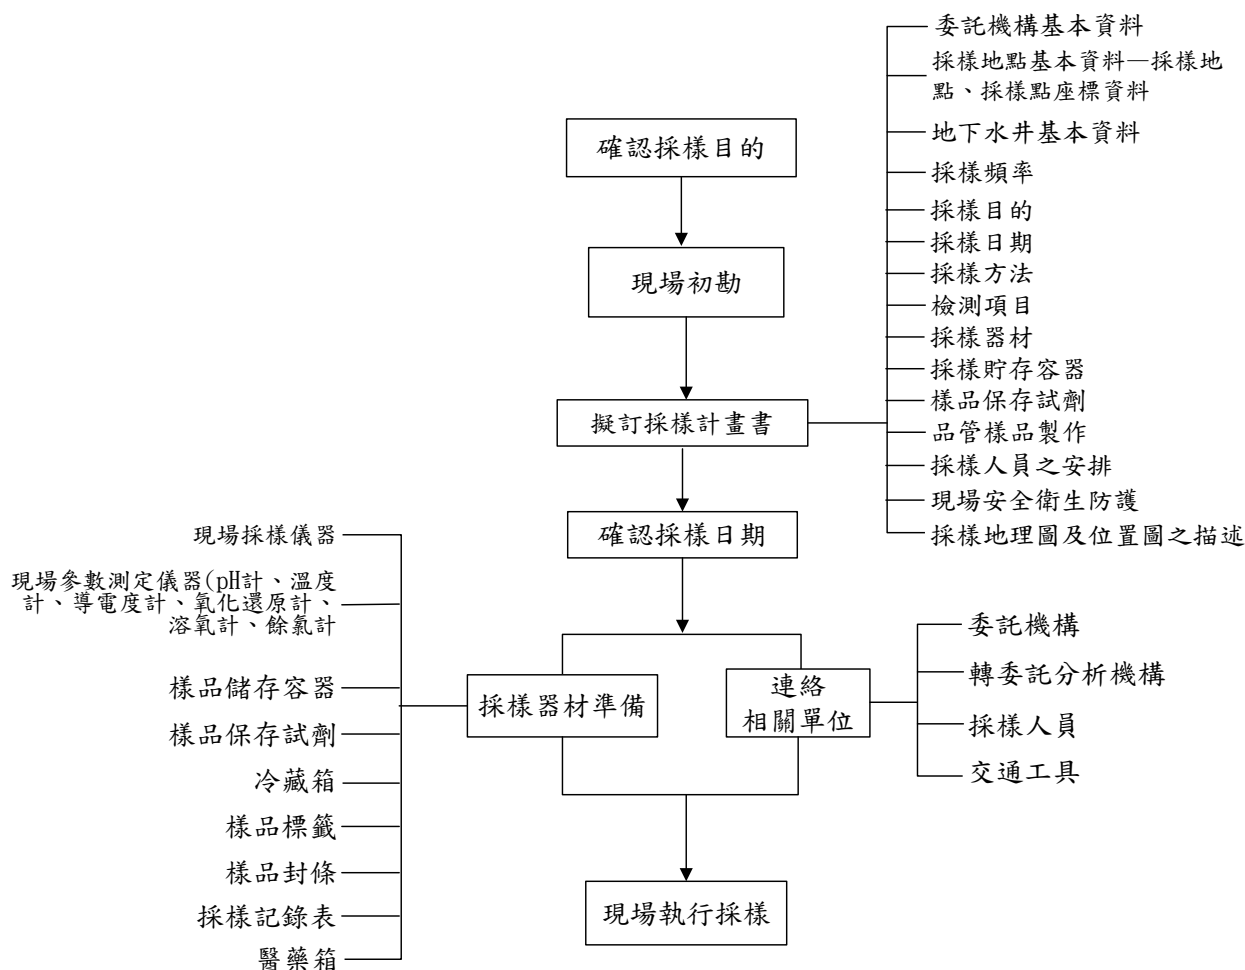 確認採樣目的
現場初勘
擬訂採樣計畫書
委託機構基本資料
採樣地點基本資料—採樣地
點、採樣點座標資料
地下水井基本資料
採樣頻率
採樣目的
採樣日期
採樣方法
檢測項目
採樣器材
採樣貯存容器
樣品保存試劑
品管樣品製作
採樣人員之安排
現場安全衛生防護
採樣地理圖及位置圖之描述
確認採樣日期
採樣器材準備
現場採樣儀器
現場參數測定儀器(pH計、溫度
計、導電度計、氧化還原計、
溶氧計、餘氯計
樣品儲存容器
樣品保存試劑
冷藏箱
樣品標籤
樣品封條
採樣記錄表
醫藥箱
連絡
相關單位
委託機構
轉委託分析機構
採樣人員
交通工具
現場執行採樣